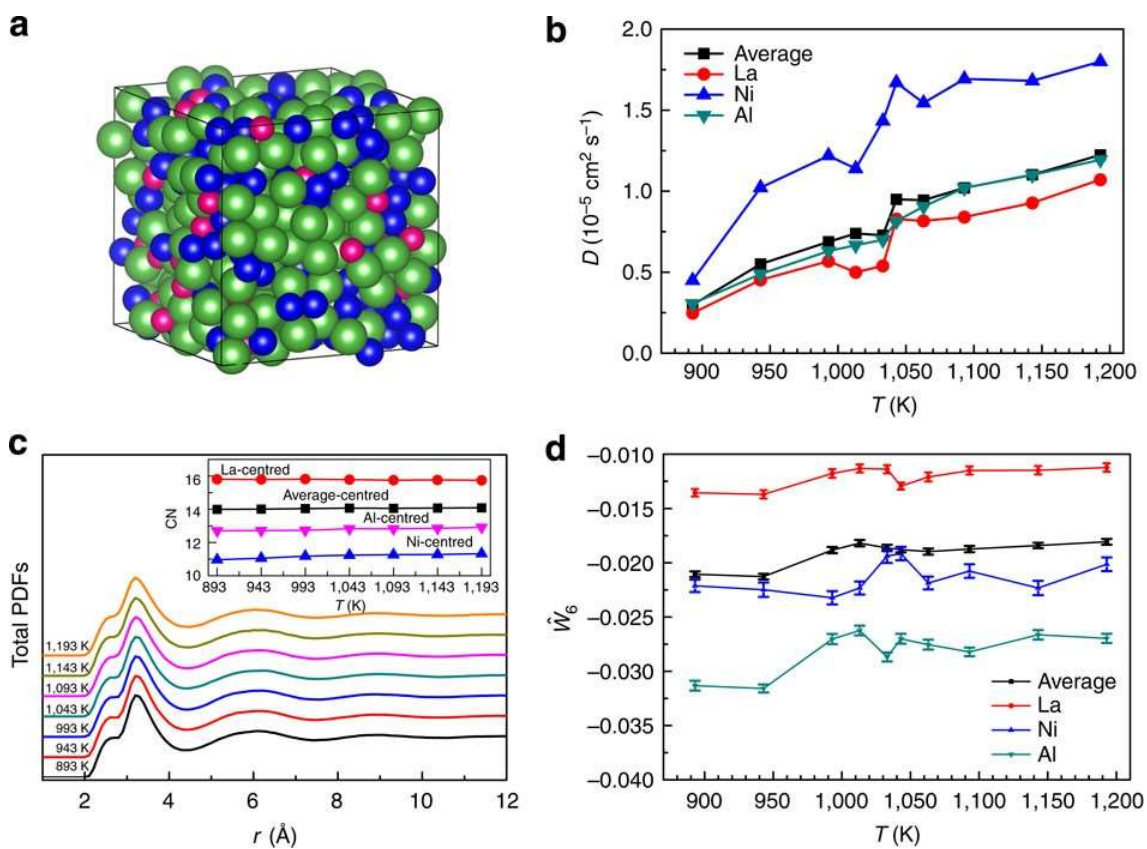 a
b
2.0
1.5
1.0
0.5
0.0
D (10⁻⁵ cm² s⁻¹)
Average
La
Ni
Al
900 950 1,000 1,050 1,100 1,150 1,200
T (K)
c
Total PDFs
1,193 K
1,143 K
1,093 K
1,043 K
993 K
943 K
893 K
2 4 6 8 10 12
r (Å)
CN
16
14
12
10
La-centred
Average-centred
Al-centred
Ni-centred
893 943 993 1,043 1,093 1,143 1,193
T (K)
d
−0.010
−0.015
−0.020
−0.025
−0.030
−0.035
−0.040
Ŵ₆
Average
La
Ni
Al
900 950 1,000 1,050 1,100 1,150 1,200
T (K)